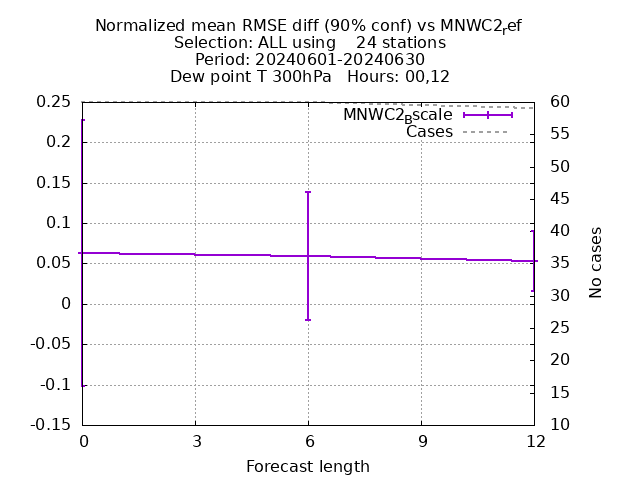 Normalized mean RMSE diff (90% conf) vs MNWC2ref
Selection: ALL using    24 stations
Period: 20240601-20240630
Dew point T 300hPa   Hours: 00,12
MNWC2Bscale
Cases
0.25
0.2
0.15
0.1
0.05
0
-0.05
-0.1
-0.15
60
55
50
45
40
35
30
25
20
15
10
No cases
0 3 6 9 12
Forecast length